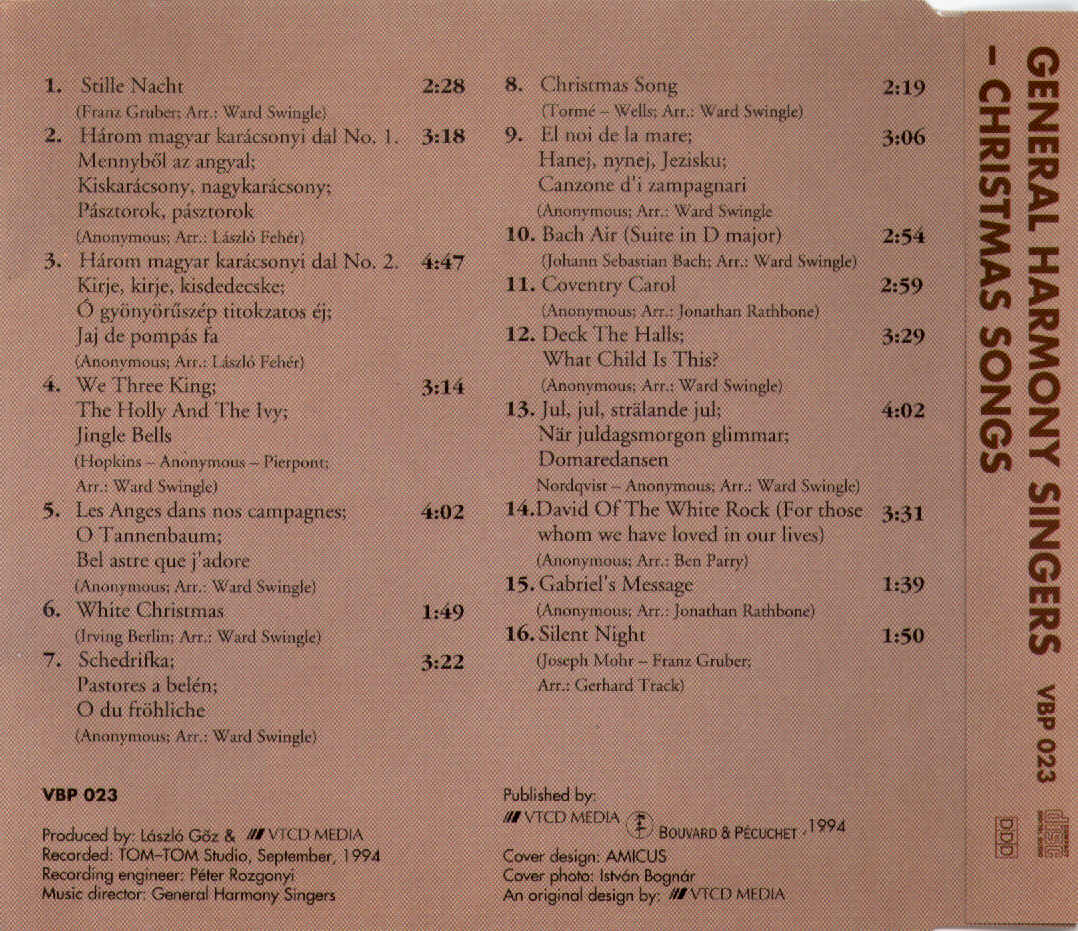 1. Stille Nacht 2:28
(Franz Gruber; Arr.: Ward Swingle)
2. Három magyar karácsonyi dal No. 1. 3:18
Mennyből az angyal;
Kiskarácsony, nagykarácsony;
Pásztorok, pásztorok
(Anonymous; Arr.: László Fehér)
3. Három magyar karácsonyi dal No. 2. 4:47
Kirje, kirje, kisdedecske;
Ó gyönyörűszép titokzatos éj;
Jaj de pompás fa
(Anonymous; Arr.: László Fehér)
4. We Three King; 3:14
The Holly And The Ivy;
Jingle Bells
(Hopkins – Anonymous – Pierpont;
Arr.: Ward Swingle)
5. Les Anges dans nos campagnes; 4:02
O Tannenbaum;
Bel astre que j'adore
(Anonymous; Arr.: Ward Swingle)
6. White Christmas 1:49
(Irving Berlin; Arr.: Ward Swingle)
7. Schedrifka; 3:22
Pastores a belén;
O du fröhliche
(Anonymous; Arr.: Ward Swingle)
8. Christmas Song 2:19
(Tormé – Wells; Arr.: Ward Swingle)
9. El noi de la mare; 3:06
Hanej, nynej, Jezisku;
Canzone d'i zampagnari
(Anonymous; Arr.: Ward Swingle
10. Bach Air (Suite in D major) 2:54
(Johann Sebastian Bach; Arr.: Ward Swingle)
11. Coventry Carol 2:59
(Anonymous; Arr.: Jonathan Rathbone)
12. Deck The Halls; 3:29
What Child Is This?
(Anonymous; Arr.: Ward Swingle)
13. Jul, jul, strälande jul; 4:02
När juldagsmorgon glimmar;
Domaredansen
Nordqvist – Anonymous; Arr.: Ward Swingle)
14. David Of The White Rock (For those 3:31
whom we have loved in our lives)
(Anonymous; Arr.: Ben Parry)
15. Gabriel's Message 1:39
(Anonymous; Arr.: Jonathan Rathbone)
16. Silent Night 1:50
(Joseph Mohr – Franz Gruber;
Arr.: Gerhard Track)
VBP 023
Produced by: László Gőz & VTCD MEDIA
Recorded: TOM–TOM Studio, September, 1994
Recording engineer: Péter Rozgonyi
Music director: General Harmony Singers
Published by:
VTCD MEDIA BOUVARD & PÉCUCHET, 1994
Cover design: AMICUS
Cover photo: István Bognár
An original design by: VTCD MEDIA
GENERAL HARMONY SINGERS VBP 023
– CHRISTMAS SONGS
DDD